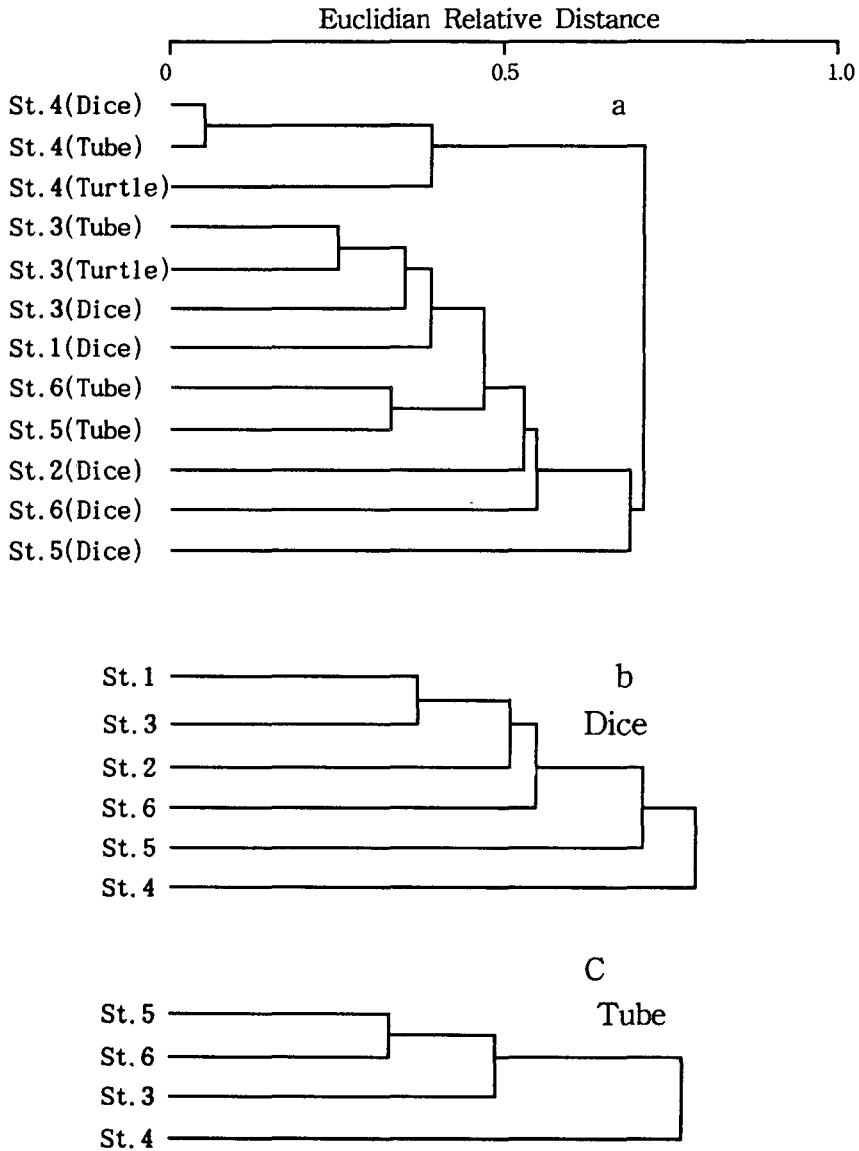 Euclidian Relative Distance
0 0.5 1.0
a
St.4(Dice)
St.4(Tube)
St.4(Turtle)
St.3(Tube)
St.3(Turtle)
St.3(Dice)
St.1(Dice)
St.6(Tube)
St.5(Tube)
St.2(Dice)
St.6(Dice)
St.5(Dice)
b
Dice
St.1
St.3
St.2
St.6
St.5
St.4
C
Tube
St.5
St.6
St.3
St.4